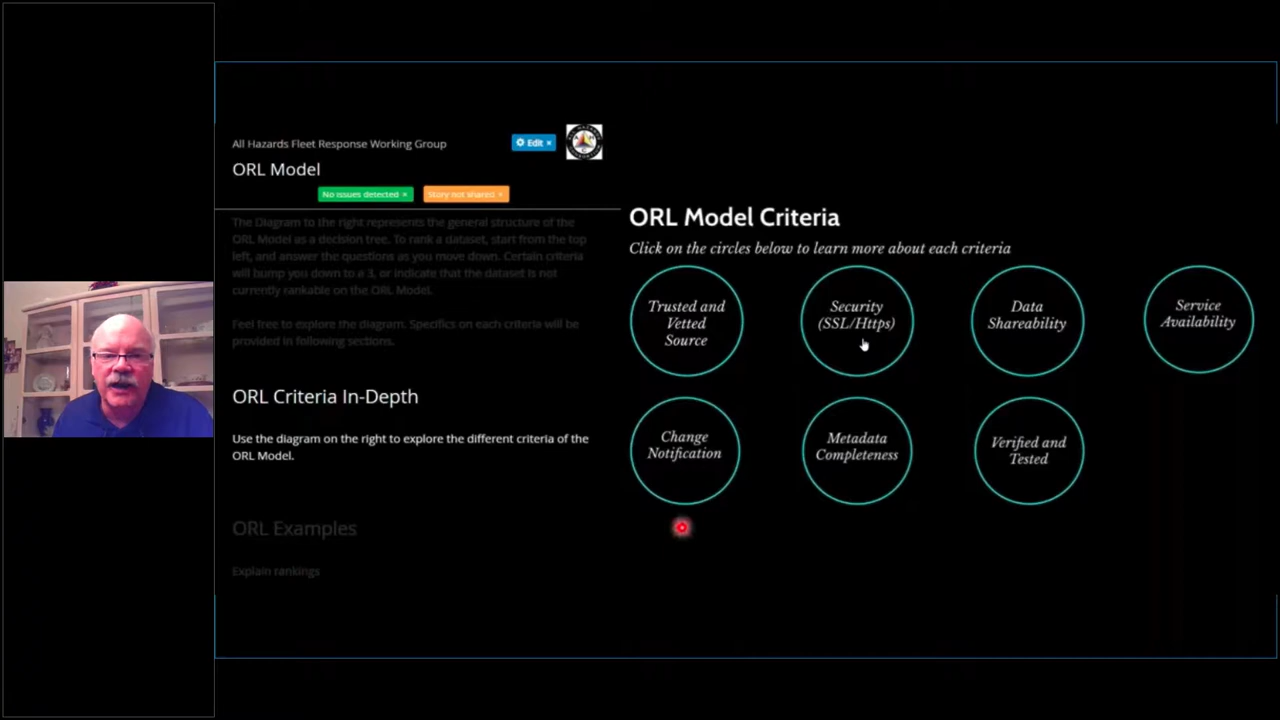 All Hazards Fleet Response Working Group
Edit ×
ORL Model
No issues detected ×
Story not shared ×
The Diagram to the right represents the general structure of the
ORL Model as a decision tree. To rank a dataset, start from the top
left, and answer the questions as you move down. Certain criteria
will bump you down to a 3, or indicate that the dataset is not
currently rankable on the ORL Model.
Feel free to explore the diagram. Specifics on each criteria will be
provided in following sections.
ORL Criteria In-Depth
Use the diagram on the right to explore the different criteria of the
ORL Model.
ORL Examples
Explain rankings
ORL Model Criteria
Click on the circles below to learn more about each criteria
Trusted and
Vetted
Source
Security
(SSL/Https)
Data
Shareability
Service
Availability
Change
Notification
Metadata
Completeness
Verified and
Tested